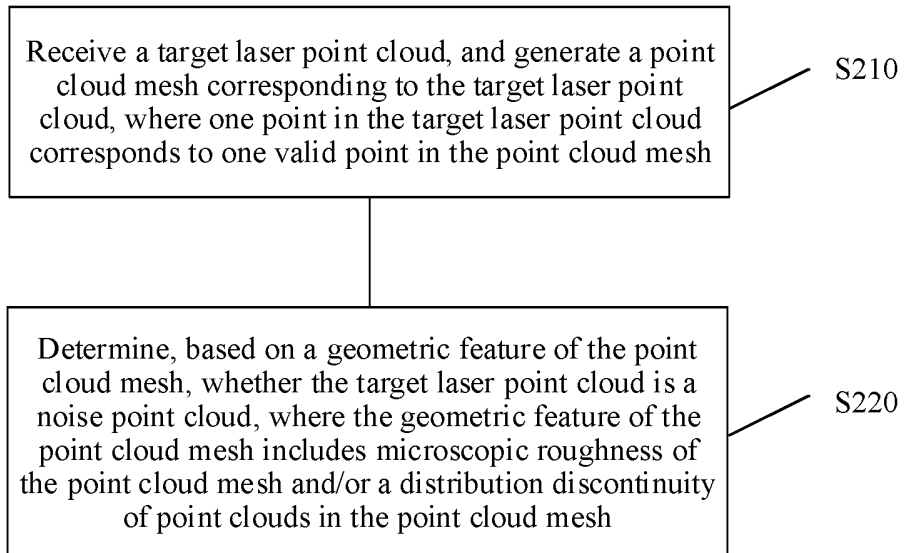 Receive a target laser point cloud, and generate a point
cloud mesh corresponding to the target laser point
cloud, where one point in the target laser point cloud
corresponds to one valid point in the point cloud mesh
S210
Determine, based on a geometric feature of the point
cloud mesh, whether the target laser point cloud is a
noise point cloud, where the geometric feature of the
point cloud mesh includes microscopic roughness of
the point cloud mesh and/or a distribution discontinuity
of point clouds in the point cloud mesh
S220